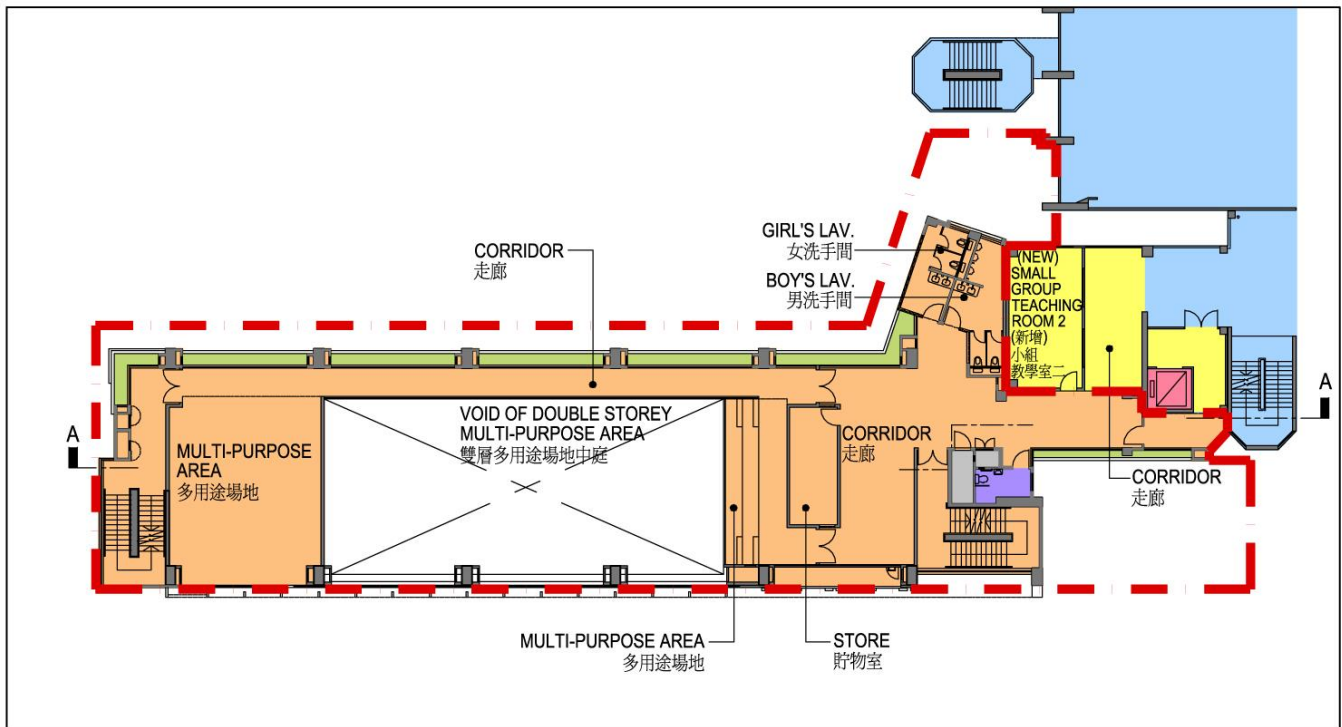 GIRL'S LAV.
女洗手間
CORRIDOR
走廊
BOY'S LAV.
男洗手間
(NEW)
SMALL
GROUP
TEACHING
ROOM 2
(新增)
小組
教學室二
A
A
VOID OF DOUBLE STOREY
MULTI-PURPOSE AREA
雙層多用途場地中庭
MULTI-PURPOSE
AREA
多用途場地
CORRIDOR
走廊
CORRIDOR
走廊
MULTI-PURPOSE AREA
多用途場地
STORE
貯物室